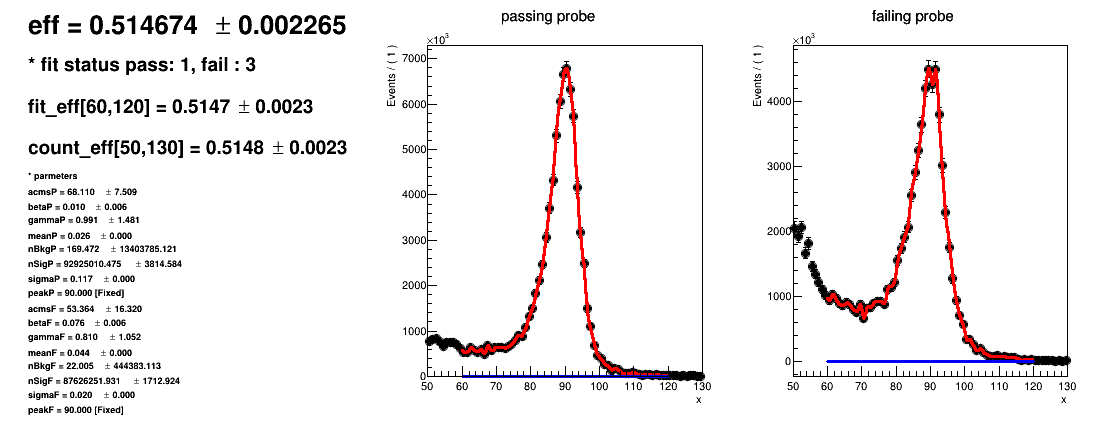 eff = 0.514674 ± 0.002265
* fit status pass: 1, fail : 3
fit_eff[60,120] = 0.5147 ± 0.0023
count_eff[50,130] = 0.5148 ± 0.0023
* parmeters
acmsP = 68.110 ± 7.509
betaP = 0.010 ± 0.006
gammaP = 0.991 ± 1.481
meanP = 0.026 ± 0.000
nBkgP = 169.472 ± 13403785.121
nSigP = 92925010.475 ± 3814.584
sigmaP = 0.117 ± 0.000
peakP = 90.000 [Fixed]
acmsF = 53.364 ± 16.320
betaF = 0.076 ± 0.006
gammaF = 0.810 ± 1.052
meanF = 0.044 ± 0.000
nBkgF = 22.005 ± 444383.113
nSigF = 87626251.931 ± 1712.924
sigmaF = 0.020 ± 0.000
peakF = 90.000 [Fixed]
passing probe
×10³
Events / ( 1 )
7000
6000
5000
4000
3000
2000
1000
0
50 60 70 80 90 100 110 120 130
x
failing probe
×10³
Events / ( 1 )
4000
3000
2000
1000
0
50 60 70 80 90 100 110 120 130
x